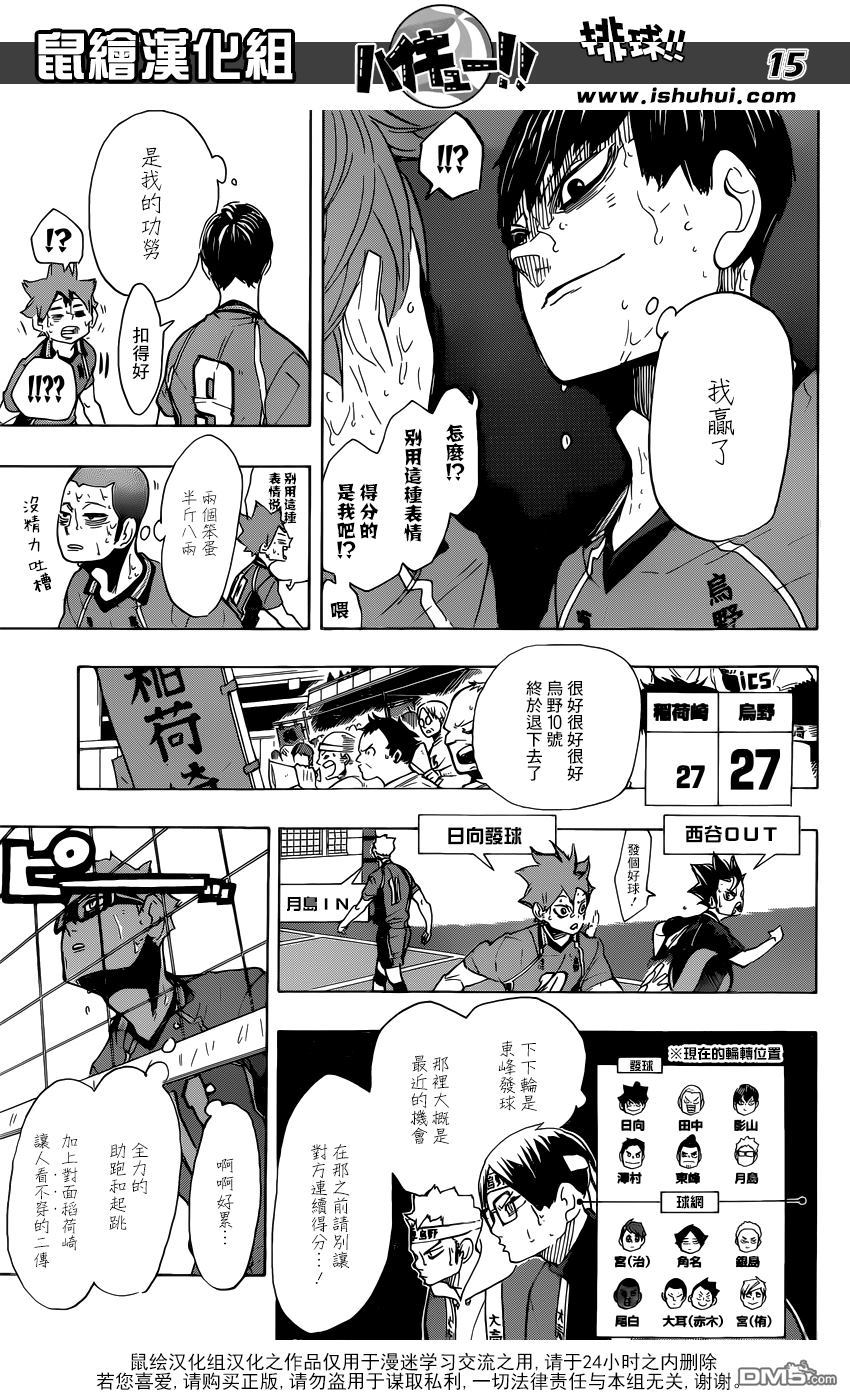 鼠繪漢化組
ハイキュー!!
排球!!
15
www.ishuhui.com
!!?
我贏了
怎麼!?
別用這種表情
得分的是我吧!?
喂
烏野
是我的功勞
!?
扣得好
!!??
別用這種
表情说
兩個笨蛋
半斤八兩
沒精力吐槽
稻荷崎 烏野
27 27
ics
很好很好很好
烏野10號
終於退下去了
稻荷崎
西谷OUT
發個好球!
日向發球
月島IN
ピーー
※現在的輪轉位置
發球
日向 田中 影山
澤村 東峰 月島
球網
宮(治) 角名 銀島
尾白 大耳(赤木) 宮(侑)
下下輪是
東峰發球
那裡大概是
最近的機會
在那之前請別讓
對方連續得分…!
烏野
大高
啊啊好累…
全力的
助跑和起跳
加上對面稻荷崎
讓人看不穿的二傳
鼠绘汉化组汉化之作品仅用于漫迷学习交流之用, 请于24小时之内删除
若您喜爱, 请购买正版, 请勿盗用于谋取私利, 一切法律责任与本组无关, 谢谢。
DM5.com